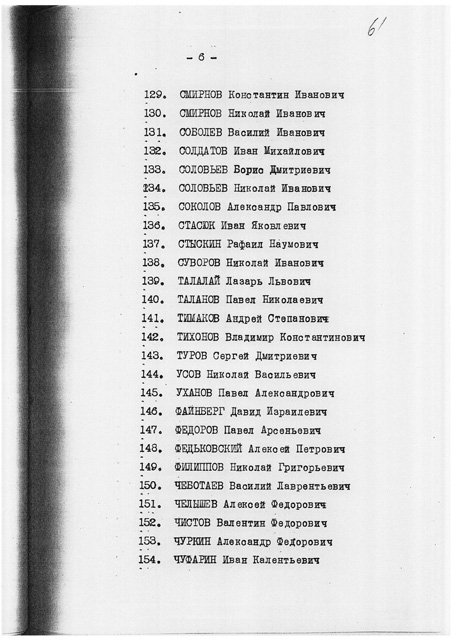 61
- 6 -
129. СМИРНОВ Константин Иванович
130. СМИРНОВ Николай Иванович
131. СОБОЛЕВ Василий Иванович
132. СОЛДАТОВ Иван Михайлович
133. СОЛОВЬЕВ Борис Дмитриевич
134. СОЛОВЬЕВ Николай Иванович
135. СОКОЛОВ Александр Павлович
136. СТАСЮК Иван Яковлевич
137. СТЫСКИН Рафаил Наумович
138. СУВОРОВ Николай Иванович
139. ТАЛАЛАЙ Лазарь Львович
140. ТАЛАНОВ Павел Николаевич
141. ТИМАКОВ Андрей Степанович
142. ТИХОНОВ Владимир Константинович
143. ТУРОВ Сергей Дмитриевич
144. УСОВ Николай Васильевич
145. УХАНОВ Павел Александрович
146. ФАЙНБЕРГ Давид Израилевич
147. ФЕДОРОВ Павел Арсеньевич
148. ФЕДЬКОВСКИЙ Алексей Петрович
149. ФИЛИППОВ Николай Григорьевич
150. ЧЕБОТАЕВ Василий Лаврентьевич
151. ЧЕЛЫШЕВ Алексей Федорович
152. ЧИСТОВ Валентин Федорович
153. ЧУРКИН Александр Федорович
154. ЧУФАРИН Иван Калентьевич